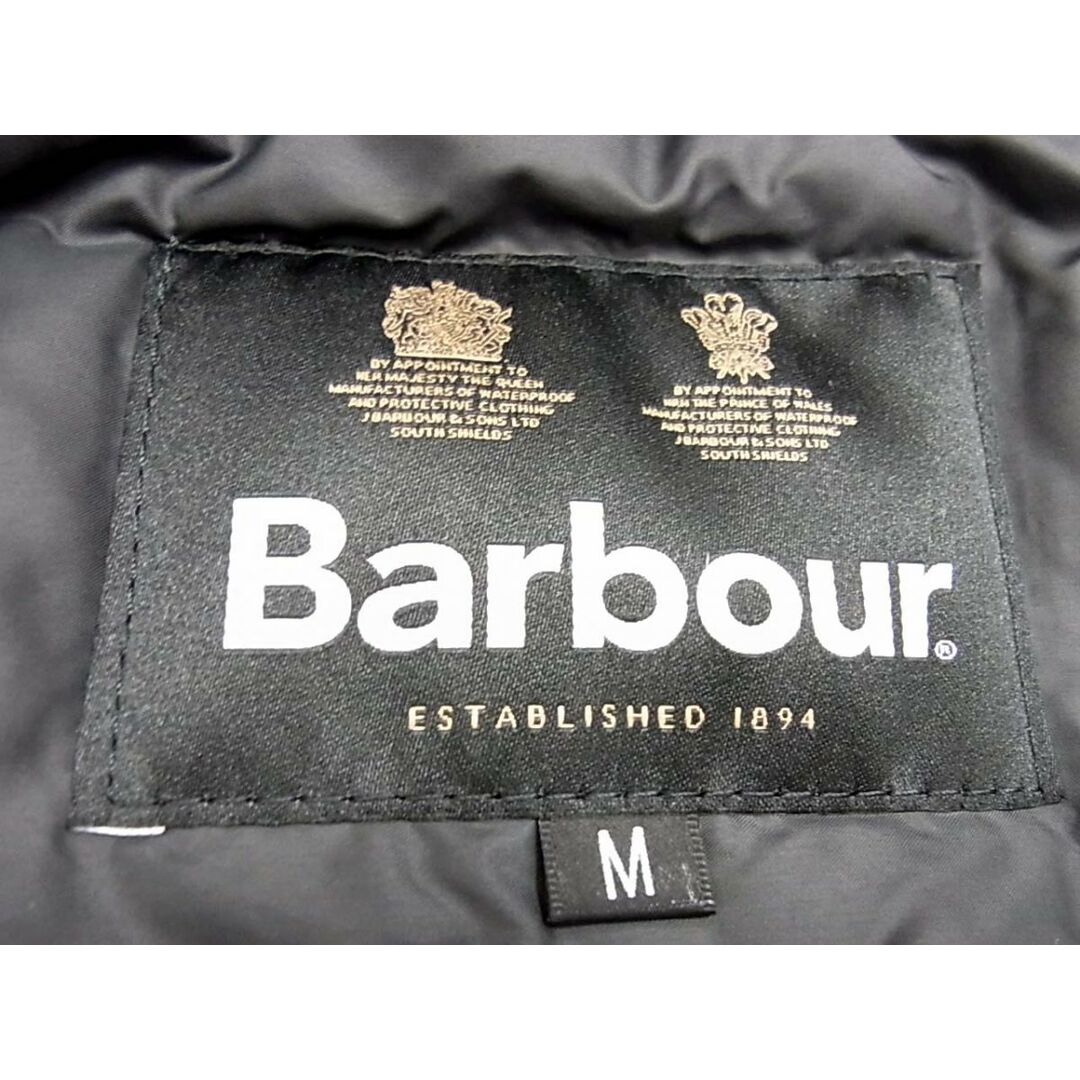 BY APPOINTMENT TO
HER MAJESTY THE QUEEN
MANUFACTURERS OF WATERPROOF
AND PROTECTIVE CLOTHING
J BARBOUR & SONS LTD
SOUTH SHIELDS
BY APPOINTMENT TO
HRH THE PRINCE OF WALES
MANUFACTURERS OF WATERPROOF
AND PROTECTIVE CLOTHING
J BARBOUR & SONS LTD
SOUTH SHIELDS
Barbour®
ESTABLISHED 1894
M